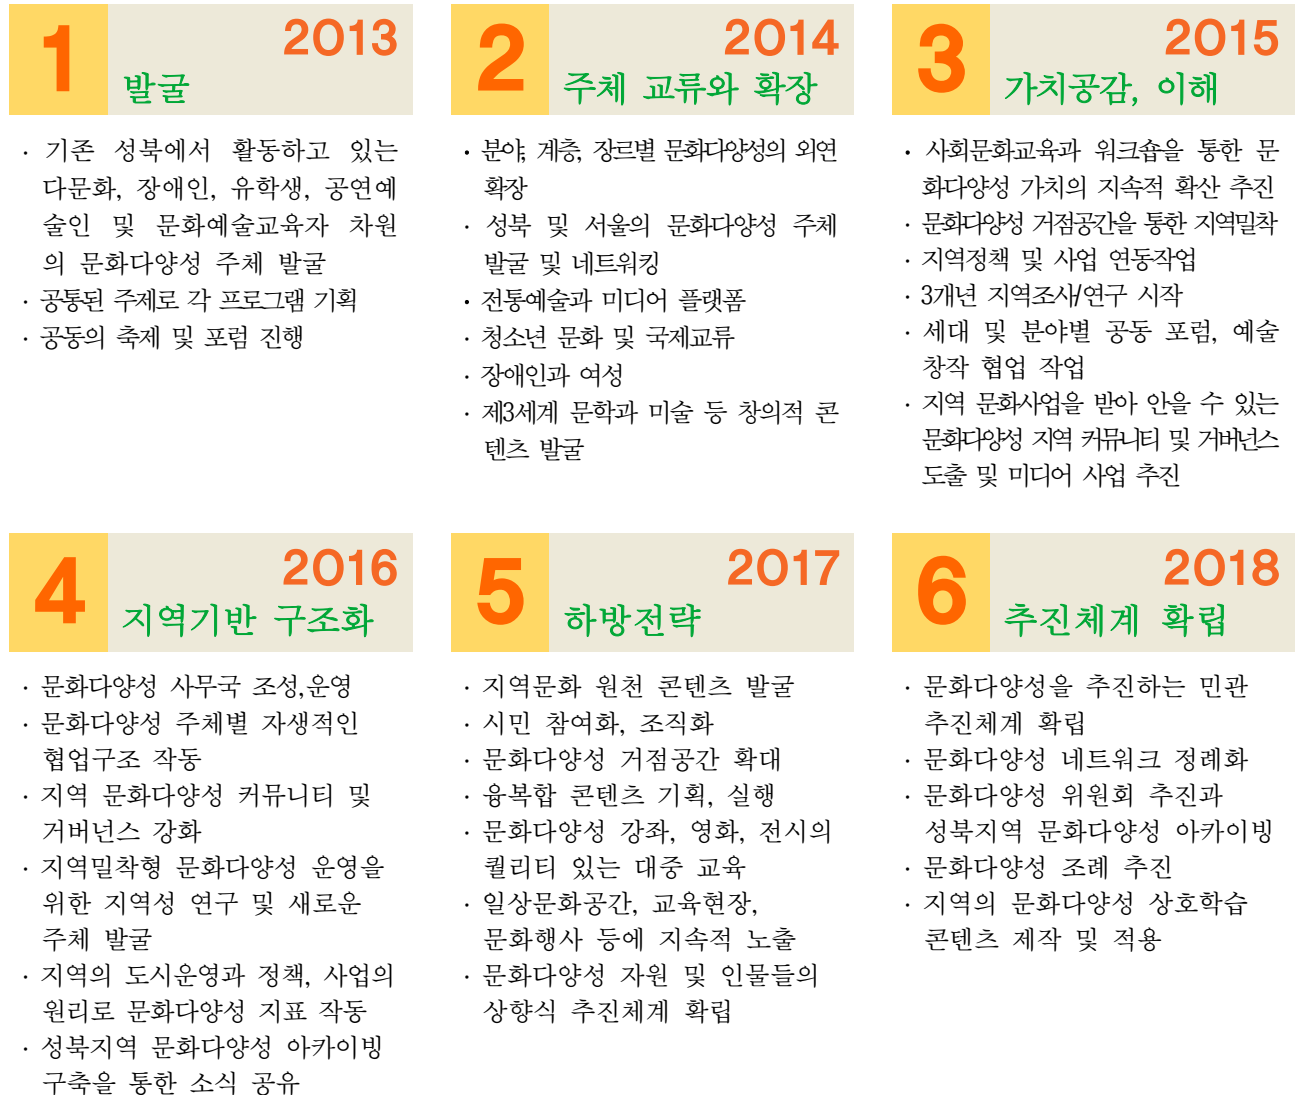 1 2013
발굴
· 기존 성북에서 활동하고 있는
다문화, 장애인, 유학생, 공연예
술인 및 문화예술교육자 차원
의 문화다양성 주체 발굴
· 공통된 주제로 각 프로그램 기획
· 공동의 축제 및 포럼 진행
2 2014
주체 교류와 확장
· 분야, 계층, 장르별 문화다양성의 외연
확장
· 성북 및 서울의 문화다양성 주체
발굴 및 네트워킹
· 전통예술과 미디어 플랫폼
· 청소년 문화 및 국제교류
· 장애인과 여성
· 제3세계 문학과 미술 등 창의적 콘
텐츠 발굴
3 2015
가치공감, 이해
· 사회문화교육과 워크숍을 통한 문
화다양성 가치의 지속적 확산 추진
· 문화다양성 거점공간을 통한 지역밀착
· 지역정책 및 사업 연동작업
· 3개년 지역조사/연구 시작
· 세대 및 분야별 공동 포럼, 예술
창작 협업 작업
· 지역 문화사업을 받아 안을 수 있는
문화다양성 지역 커뮤니티 및 거버넌스
도출 및 미디어 사업 추진
4 2016
지역기반 구조화
· 문화다양성 사무국 조성,운영
· 문화다양성 주체별 자생적인
협업구조 작동
· 지역 문화다양성 커뮤니티 및
거버넌스 강화
· 지역밀착형 문화다양성 운영을
위한 지역성 연구 및 새로운
주체 발굴
· 지역의 도시운영과 정책, 사업의
원리로 문화다양성 지표 작동
· 성북지역 문화다양성 아카이빙
구축을 통한 소식 공유
5 2017
하방전략
· 지역문화 원천 콘텐츠 발굴
· 시민 참여화, 조직화
· 문화다양성 거점공간 확대
· 융복합 콘텐츠 기획, 실행
· 문화다양성 강좌, 영화, 전시의
퀄리티 있는 대중 교육
· 일상문화공간, 교육현장,
문화행사 등에 지속적 노출
· 문화다양성 자원 및 인물들의
상향식 추진체계 확립
6 2018
추진체계 확립
· 문화다양성을 추진하는 민관
추진체계 확립
· 문화다양성 네트워크 정례화
· 문화다양성 위원회 추진과
성북지역 문화다양성 아카이빙
· 문화다양성 조례 추진
· 지역의 문화다양성 상호학습
콘텐츠 제작 및 적용